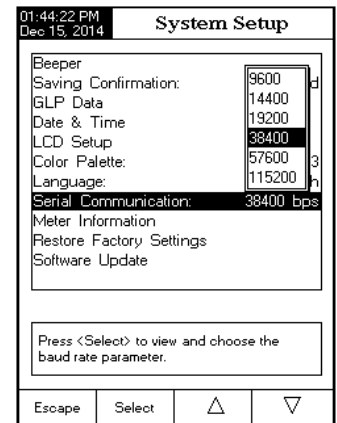 01:44:22 PM
Dec 15, 2014
System Setup
Beeper
Saving Confirmation: d
GLP Data
Date & Time
LCD Setup
Color Palette: 3
Language: h
Serial Communication: 38400 bps
Meter Information
Restore Factory Settings
Software Update
9600
14400
19200
38400
57600
115200
Press <Select> to view and choose the
baud rate parameter.
Escape Select △ ▽